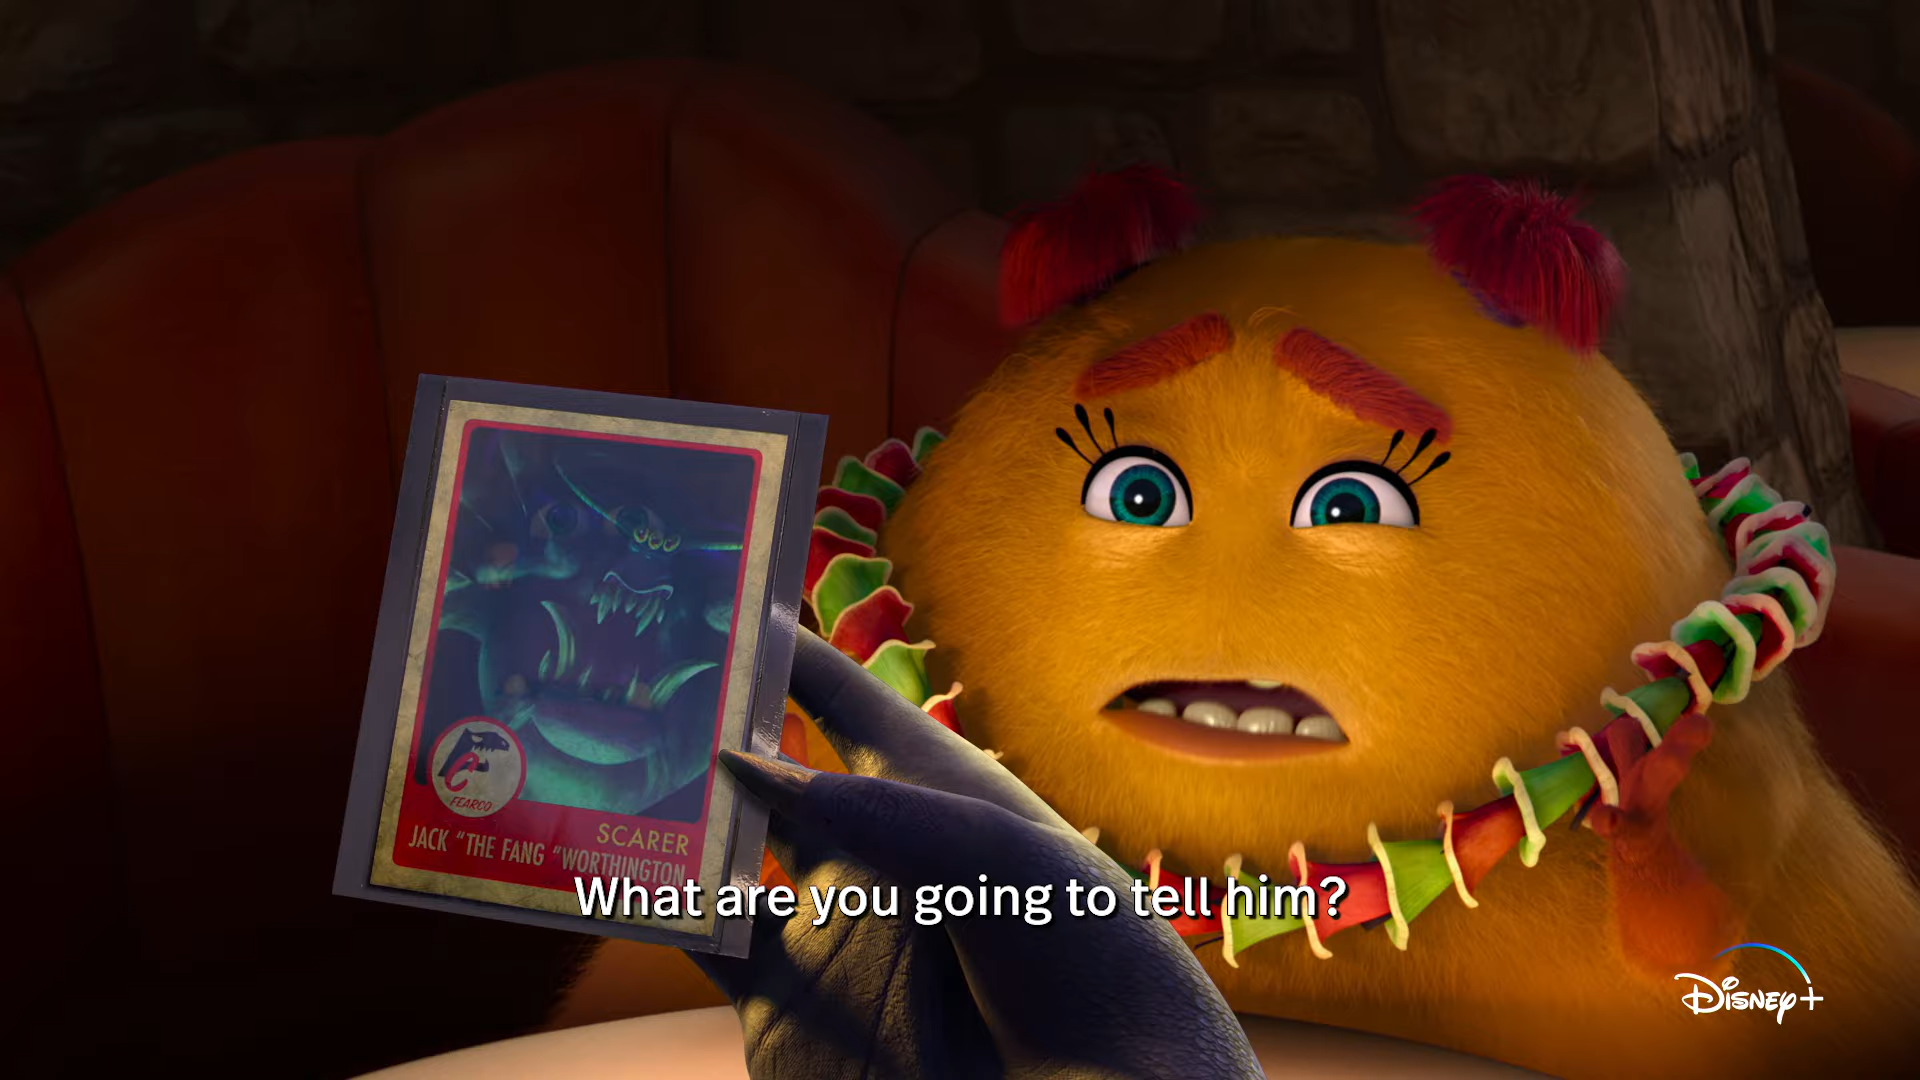 FEARCO
SCARER
JACK "THE FANG "WORTHINGTON
What are you going to tell him?
Disney+